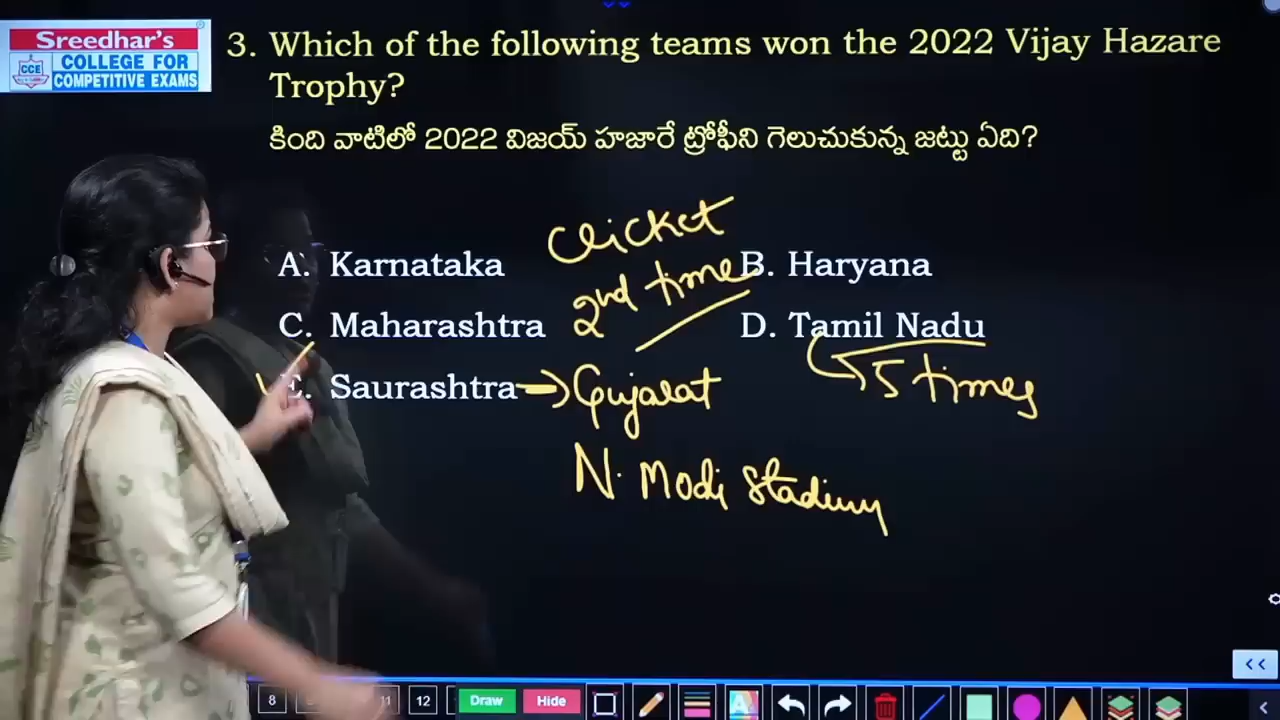 Sreedhar's
CCE
COLLEGE FOR
COMPETITIVE EXAMS
3. Which of the following teams won the 2022 Vijay Hazare
Trophy?
కింది వాటిలో 2022 విజయ్ హజారే ట్రోఫీని గెలుచుకున్న జట్టు ఏది?
Cricket
A. Karnataka
B. Haryana
2nd time
C. Maharashtra
D. Tamil Nadu
5 times
E. Saurashtra → Gujarat
N. Modi Stadium
8
11
12
Draw
Hide
<<
<